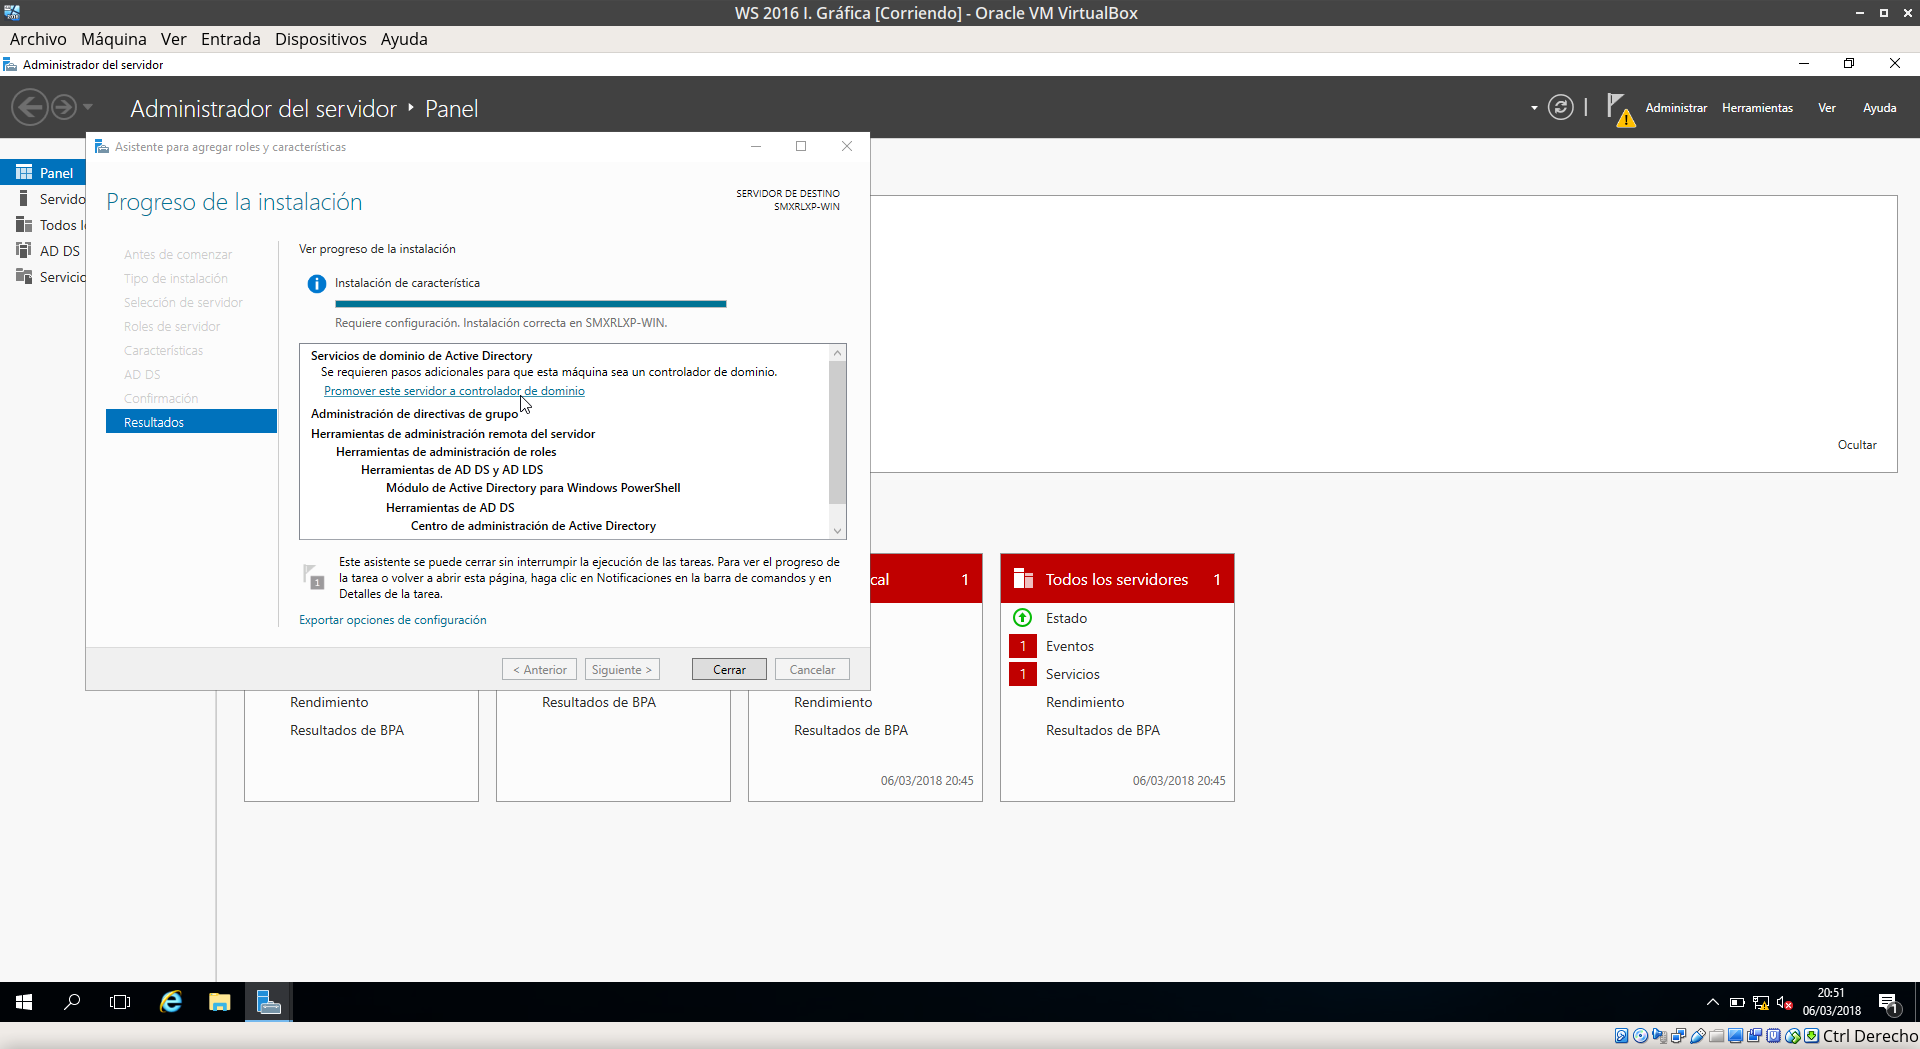 WS 2016 I. Gráfica [Corriendo] - Oracle VM VirtualBox
Archivo Máquina Ver Entrada Dispositivos Ayuda
Administrador del servidor
Administrador del servidor ‣ Panel
Administrar Herramientas Ver Ayuda
Asistente para agregar roles y características
Panel
Servido
Todos l
AD DS
Servicio
Progreso de la instalación
SERVIDOR DE DESTINO
SMXRLXP-WIN
Antes de comenzar
Tipo de instalación
Selección de servidor
Roles de servidor
Características
AD DS
Confirmación
Resultados
Ver progreso de la instalación
Instalación de característica
Requiere configuración. Instalación correcta en SMXRLXP-WIN.
Servicios de dominio de Active Directory
Se requieren pasos adicionales para que esta máquina sea un controlador de dominio.
Promover este servidor a controlador de dominio
Administración de directivas de grupo
Herramientas de administración remota del servidor
Herramientas de administración de roles
Herramientas de AD DS y AD LDS
Módulo de Active Directory para Windows PowerShell
Herramientas de AD DS
Centro de administración de Active Directory
1
Este asistente se puede cerrar sin interrumpir la ejecución de las tareas. Para ver el progreso de
la tarea o volver a abrir esta página, haga clic en Notificaciones en la barra de comandos y en
Detalles de la tarea.
Exportar opciones de configuración
< Anterior Siguiente > Cerrar Cancelar
Ocultar
Rendimiento
Resultados de BPA
Resultados de BPA
cal 1
Rendimiento
Resultados de BPA
06/03/2018 20:45
Todos los servidores 1
Estado
1 Eventos
1 Servicios
Rendimiento
Resultados de BPA
06/03/2018 20:45
20:51
06/03/2018
1
Ctrl Derecho